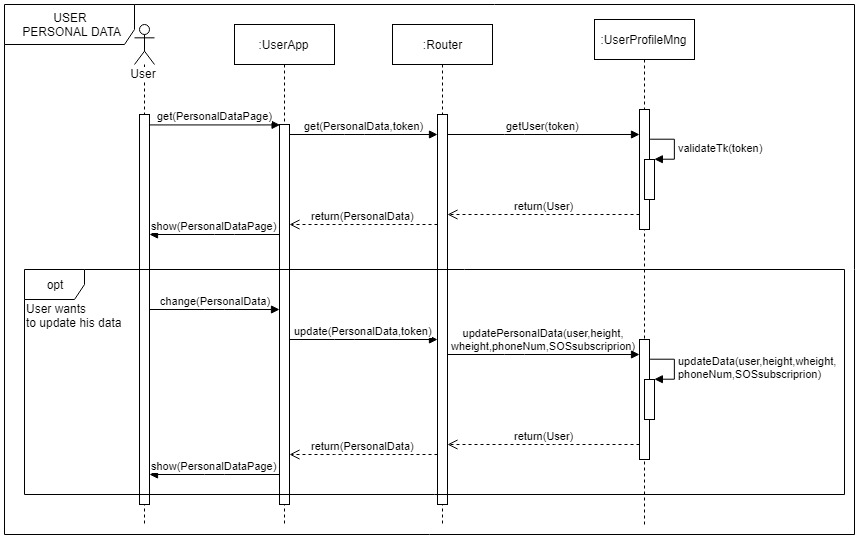 USER
PERSONAL DATA
User
:UserApp
:Router
:UserProfileMng
get(PersonalDataPage)
get(PersonalData,token)
getUser(token)
validateTk(token)
return(User)
return(PersonalData)
show(PersonalDataPage)
opt
User wants
to update his data
change(PersonalData)
update(PersonalData,token)
updatePersonalData(user,height,
wheight,phoneNum,SOSsubscriprion)
updateData(user,height,wheight,
phoneNum,SOSsubscriprion)
return(User)
return(PersonalData)
show(PersonalDataPage)